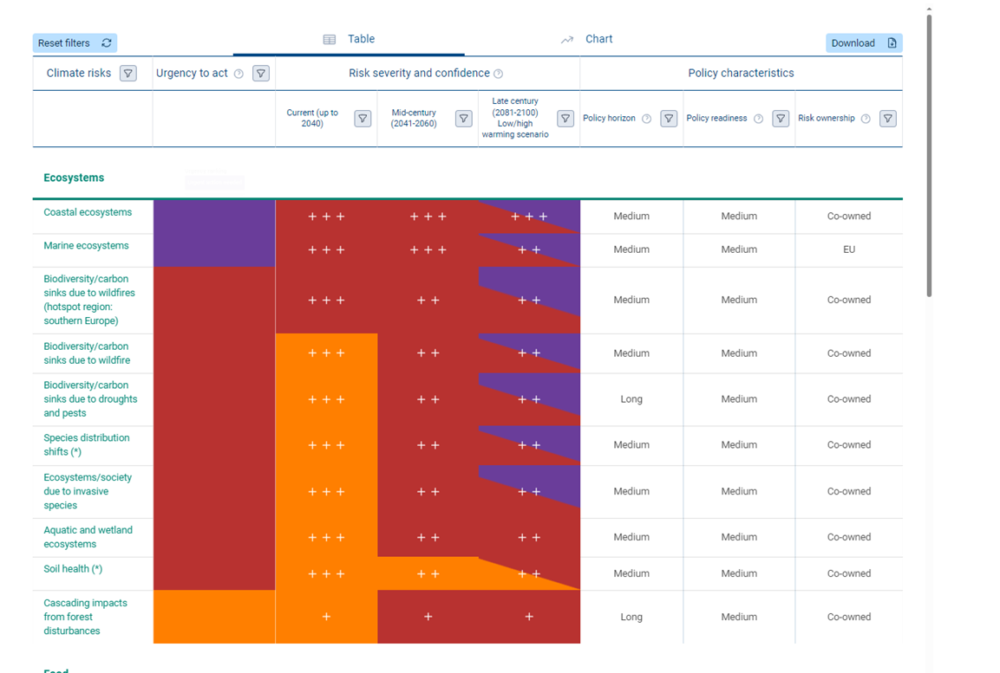 Reset filters
Table
Chart
Download
Climate risks
Urgency to act
Risk severity and confidence
Policy characteristics
Current (up to
2040)
Mid-century
(2041-2060)
Late century
(2081-2100)
Low/high
warming scenario
Policy horizon
Policy readiness
Risk ownership
Ecosystems
Coastal ecosystems
+ + +
+ + +
+ + +
Medium
Medium
Co-owned
Marine ecosystems
+ + +
+ + +
+ +
Medium
Medium
EU
Biodiversity/carbon
sinks due to wildfires
(hotspot region:
southern Europe)
+ + +
+ +
+ +
Medium
Medium
Co-owned
Biodiversity/carbon
sinks due to wildfire
+ + +
+ +
+ +
Medium
Medium
Co-owned
Biodiversity/carbon
sinks due to droughts
and pests
+ + +
+ +
+ +
Long
Medium
Co-owned
Species distribution
shifts (*)
+ + +
+ +
+ +
Medium
Medium
Co-owned
Ecosystems/society
due to invasive
species
+ + +
+ +
+ +
Medium
Medium
Co-owned
Aquatic and wetland
ecosystems
+ + +
+ +
+ +
Medium
Medium
Co-owned
Soil health (*)
+ + +
+ +
+ +
Medium
Medium
Co-owned
Cascading impacts
from forest
disturbances
+
+
+
Long
Medium
Co-owned
Food